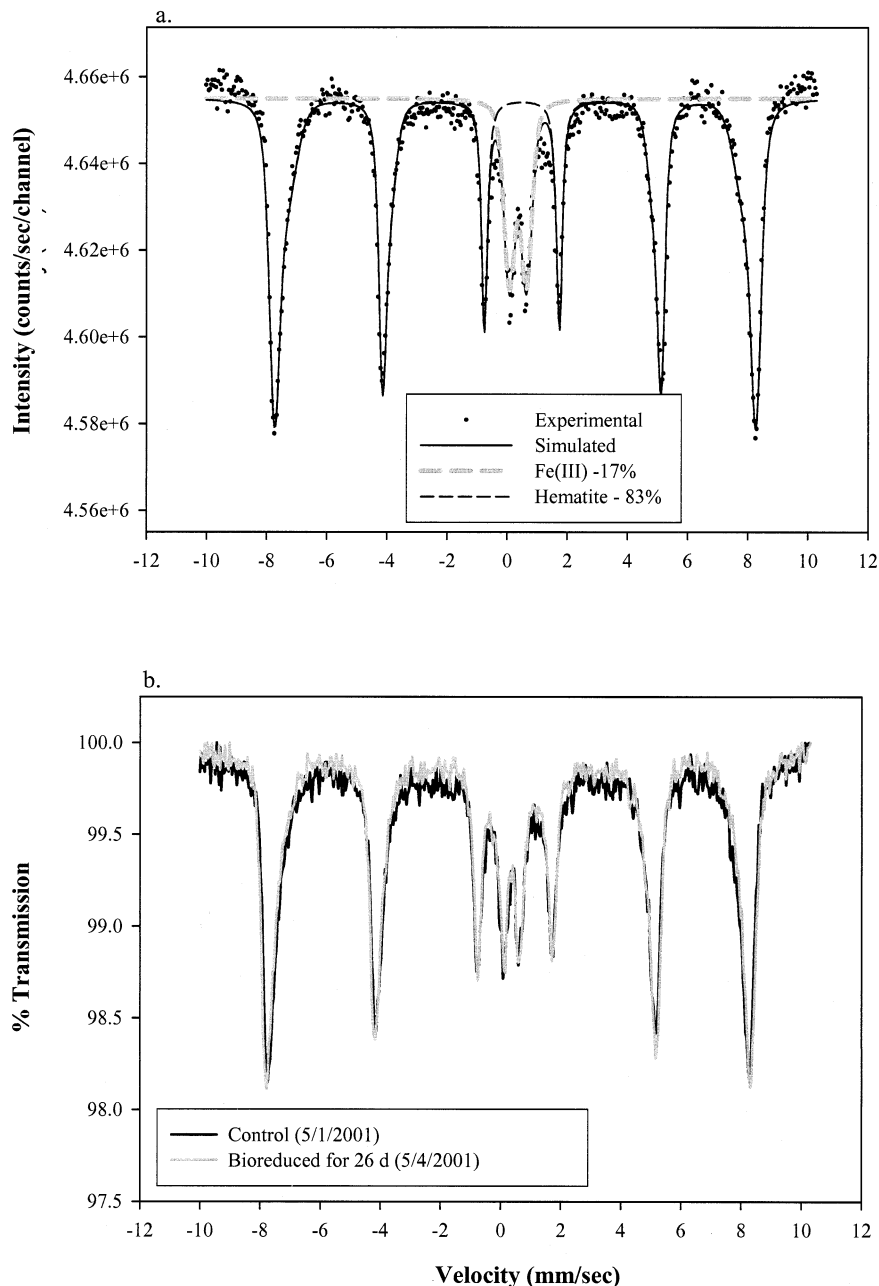 a.
Intensity (counts/sec/channel)
4.66e+6
4.64e+6
4.62e+6
4.60e+6
4.58e+6
4.56e+6
Experimental
Simulated
Fe(III) -17%
Hematite - 83%
-12 -10 -8 -6 -4 -2 0 2 4 6 8 10 12
b.
% Transmission
100.0
99.5
99.0
98.5
98.0
97.5
Control (5/1/2001)
Bioreduced for 26 d (5/4/2001)
-12 -10 -8 -6 -4 -2 0 2 4 6 8 10 12
Velocity (mm/sec)